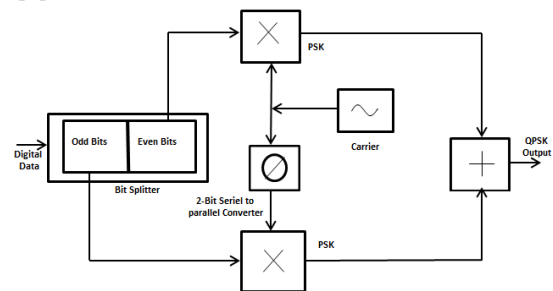 PSK
Digital
Data
Odd Bits
Even Bits
Bit Splitter
Carrier
QPSK
Output
2-Bit Seriel to
parallel Converter
PSK